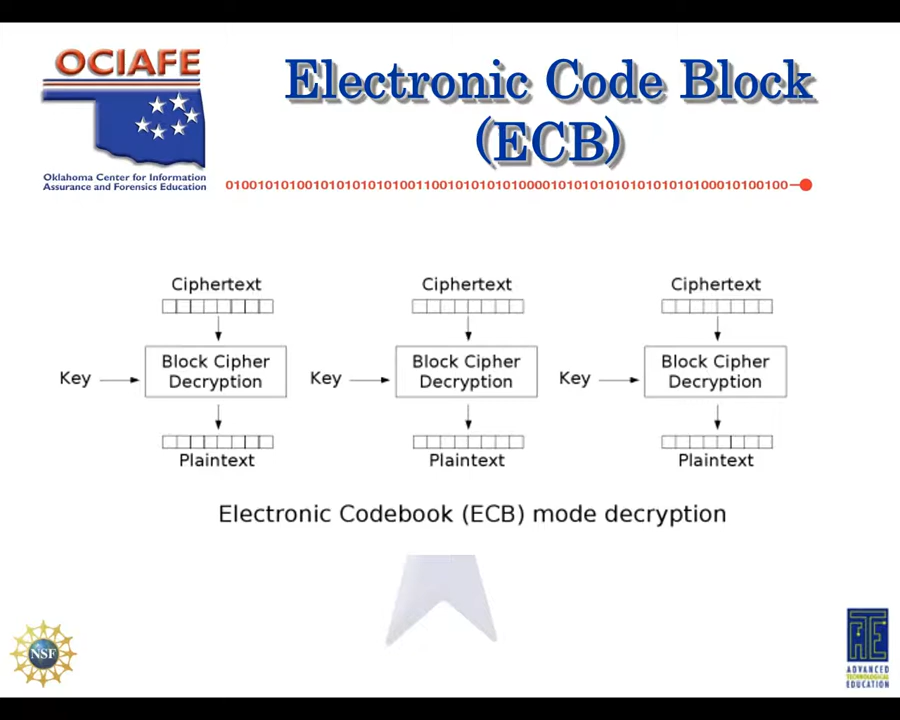 OCIAFE
Oklahoma Center for Information
Assurance and Forensics Education
Electronic Code Block
(ECB)
0100101010010101010101010011001010101010000101010101010101010100010100100
Ciphertext Ciphertext Ciphertext
Key Block Cipher Decryption Key Block Cipher Decryption Key Block Cipher Decryption
Plaintext Plaintext Plaintext
Electronic Codebook (ECB) mode decryption
NSF
ATE
ADVANCED
TECHNOLOGICAL
EDUCATION